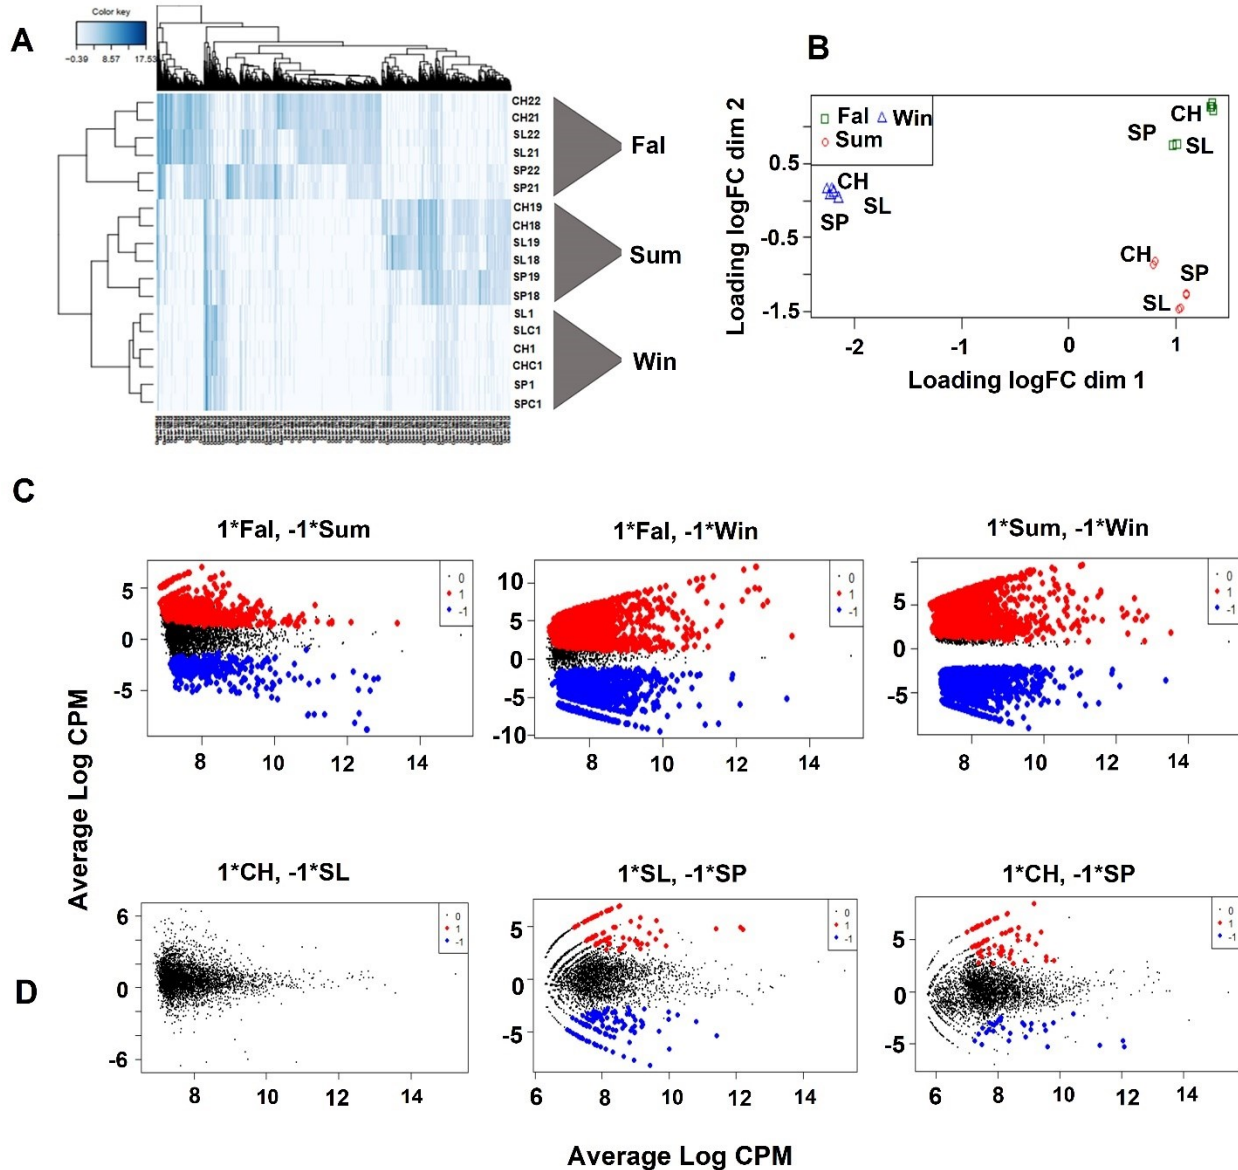 A
Color key
-0.39 8.57 17.53
CH22
CH21
SL22
SL21
SP22
SP21
CH19
CH18
SL19
SL18
SP19
SP18
SL1
SLC1
CH1
CHC1
SP1
SPC1
Fal
Sum
Win
B
Fal Win
Sum
CH
SP
SL
CH
SL
SP
CH
SP
SL
0.5
-0.5
-1.5
-2 -1 0 1
Loading logFC dim 2
Loading logFC dim 1
C
1*Fal, -1*Sum
5
0
-5
0
1
-1
8 10 12 14
1*Fal, -1*Win
10
5
0
-5
-10
0
1
-1
8 10 12 14
1*Sum, -1*Win
5
0
-5
0
1
-1
8 10 12 14
Average Log CPM
D
1*CH, -1*SL
6
4
2
0
-6
0
1
-1
8 10 12 14
1*SL, -1*SP
5
0
-5
0
1
-1
6 8 10 12 14
1*CH, -1*SP
5
0
-5
0
1
-1
6 8 10 12 14
Average Log CPM